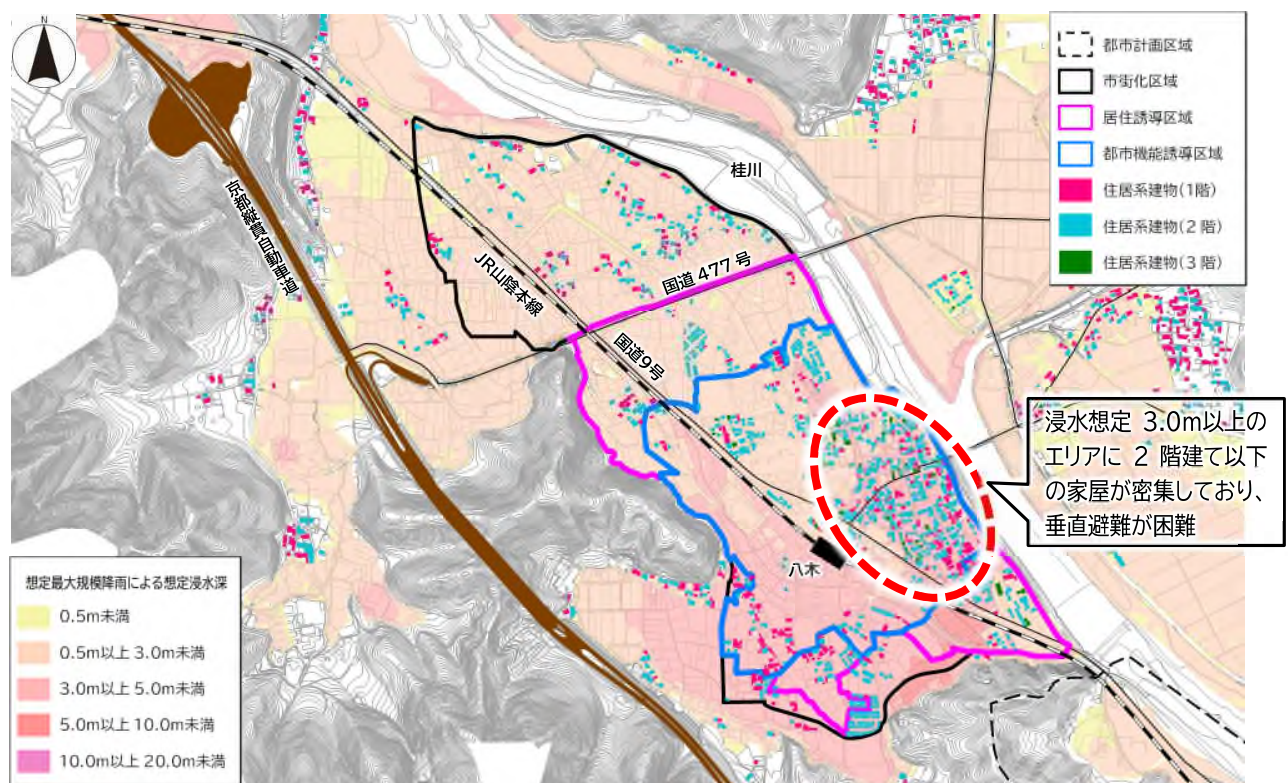 N
都市計画区域
市街化区域
居住誘導区域
都市機能誘導区域
住居系建物(1階)
住居系建物(2階)
住居系建物(3階)
桂川
京都縦貫自動車道
JR山陰本線
国道477号
国道9号
八木
浸水想定 3.0m以上の
エリアに 2 階建て以下
の家屋が密集しており、
垂直避難が困難
想定最大規模降雨による想定浸水深
0.5m未満
0.5m以上 3.0m未満
3.0m以上 5.0m未満
5.0m以上 10.0m未満
10.0m以上 20.0m未満